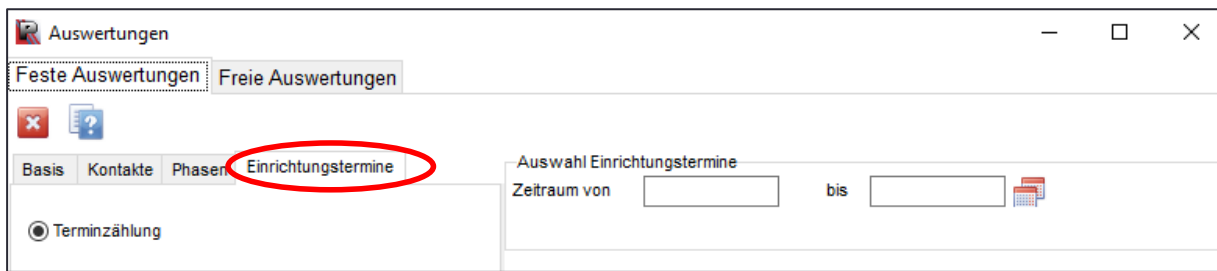 Auswertungen
Feste Auswertungen Freie Auswertungen
Basis Kontakte Phasen Einrichtungstermine
Auswahl Einrichtungstermine
Zeitraum von bis
Terminzählung